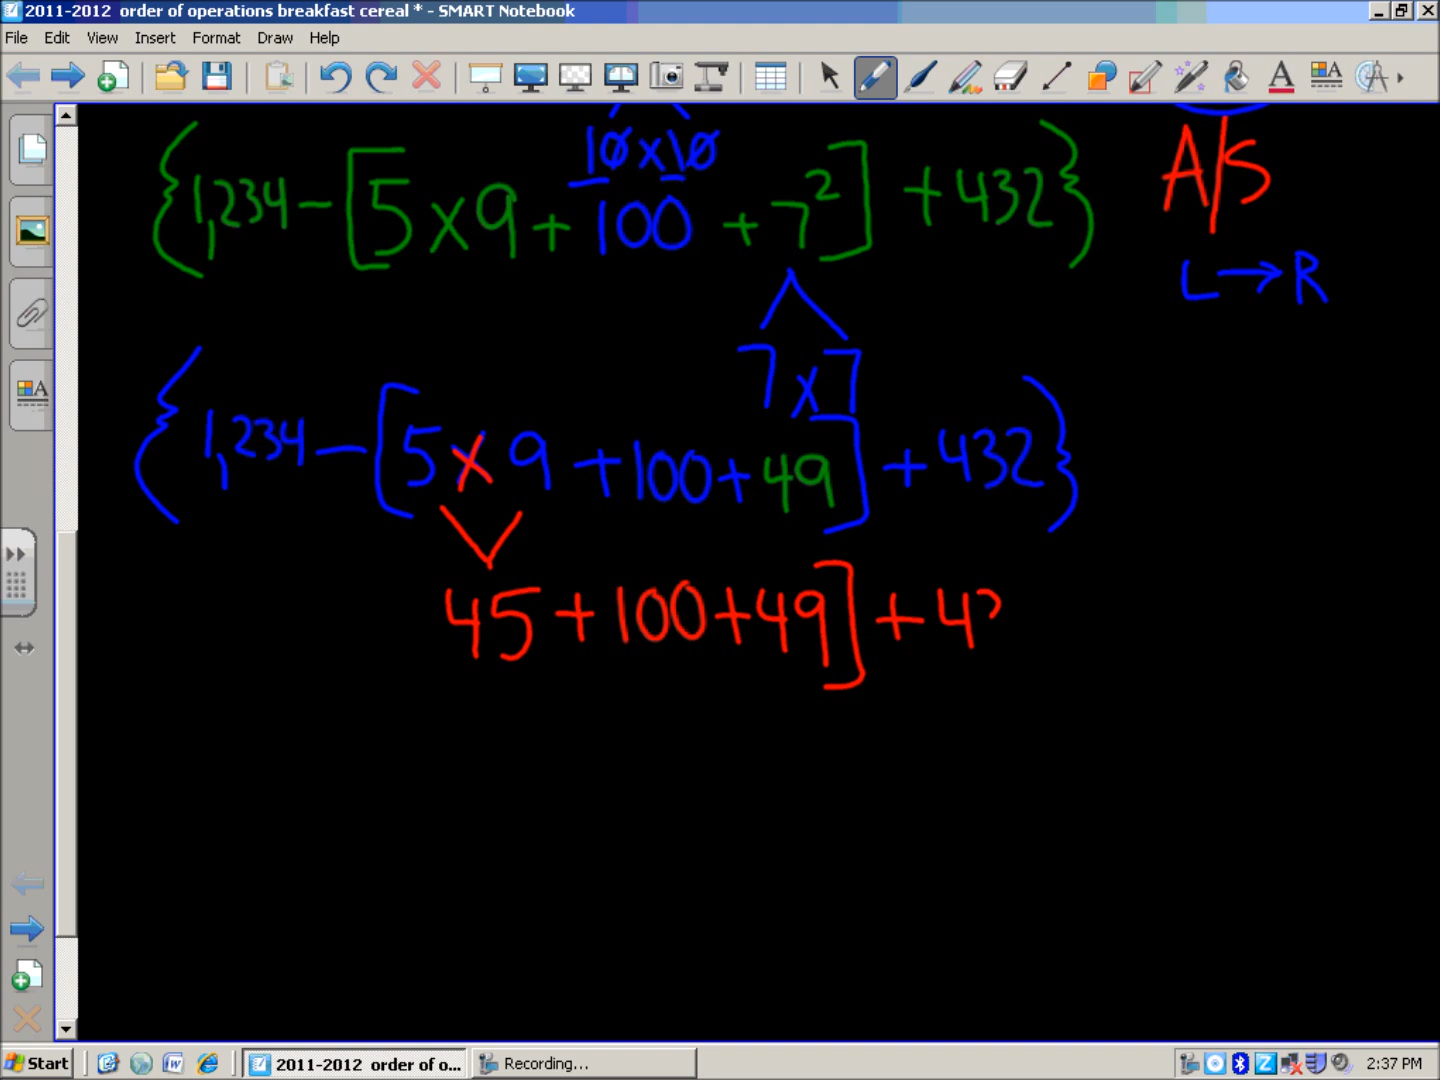 2011-2012 order of operations breakfast cereal * - SMART Notebook
File Edit View Insert Format Draw Help
10x10
{1,234-[5x9+100+7²]+432}
A/S
L→R
7x7
{1,234-[5x9+100+49]+432}
45+100+49]+4
Start
2011-2012 order of o...
Recording...
2:37 PM